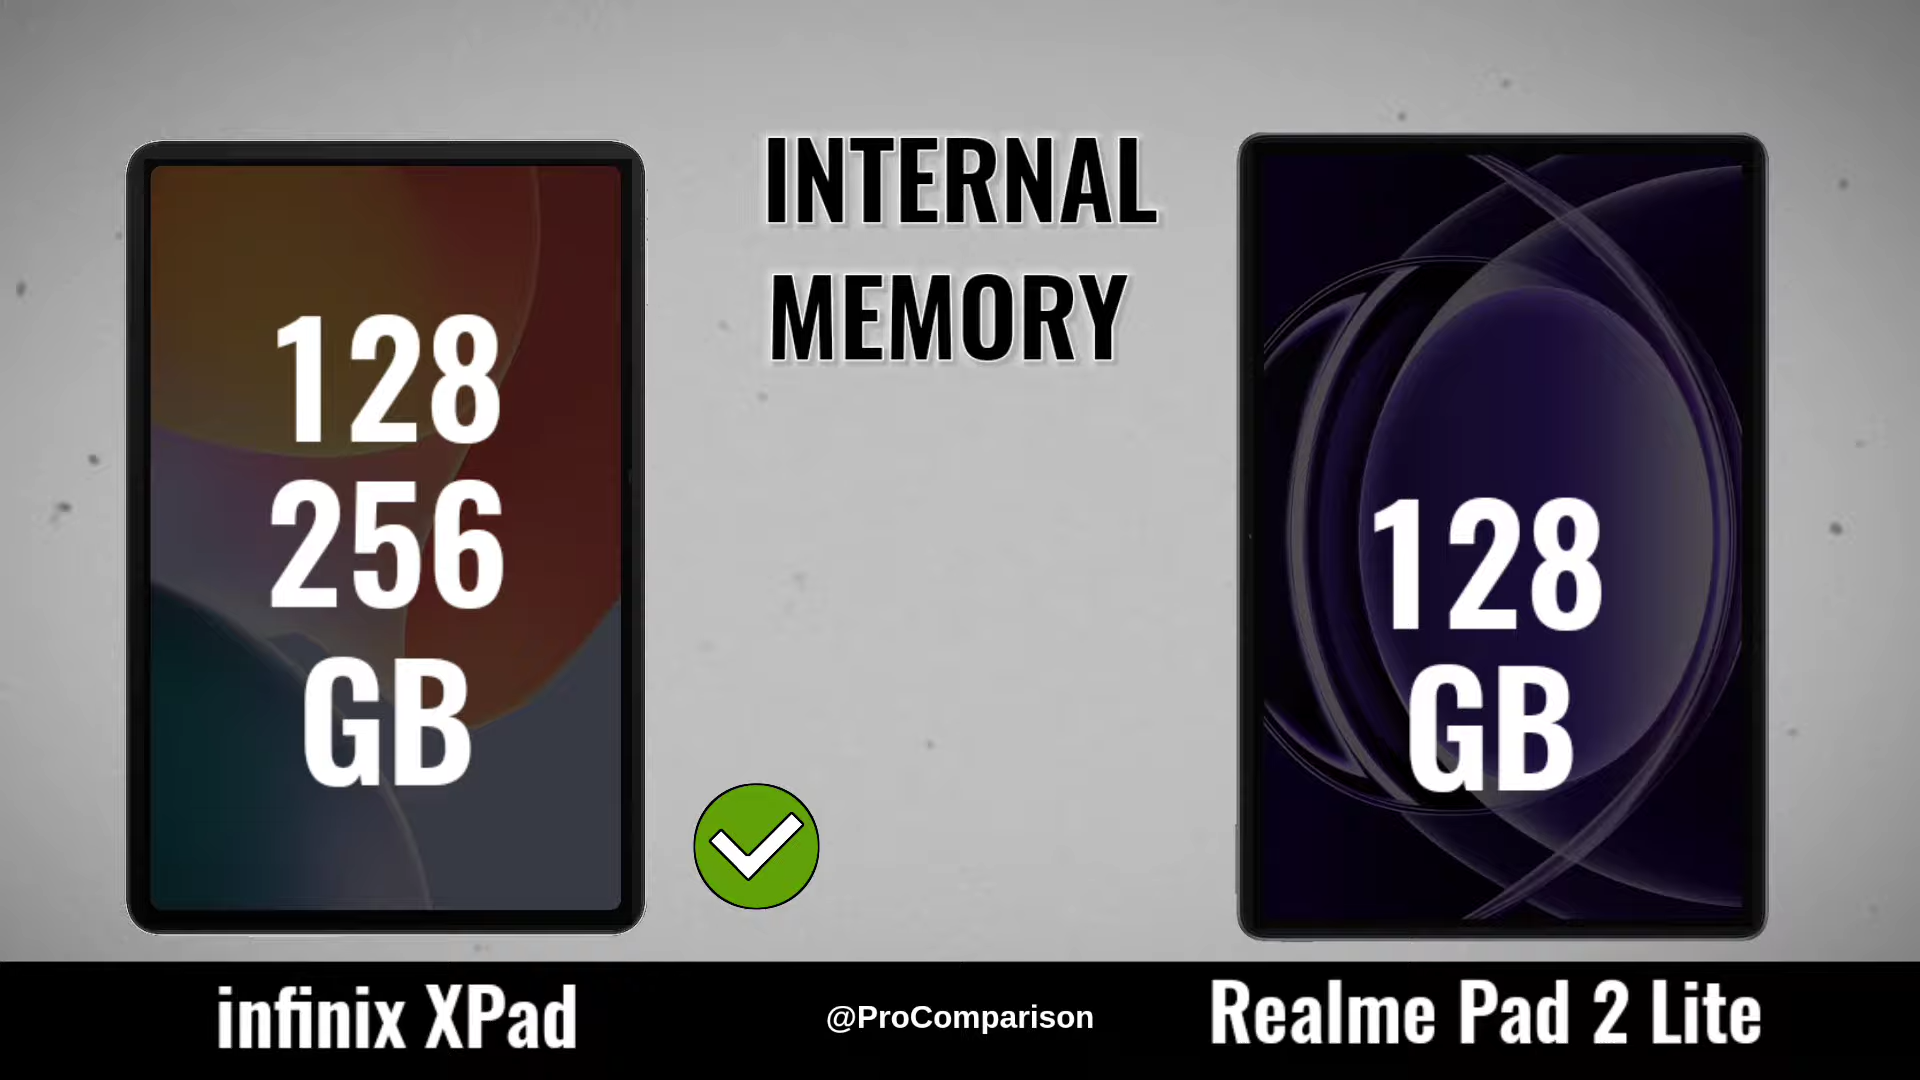 INTERNAL
MEMORY
128
256
GB
128
GB
infinix XPad
@ProComparison
Realme Pad 2 Lite